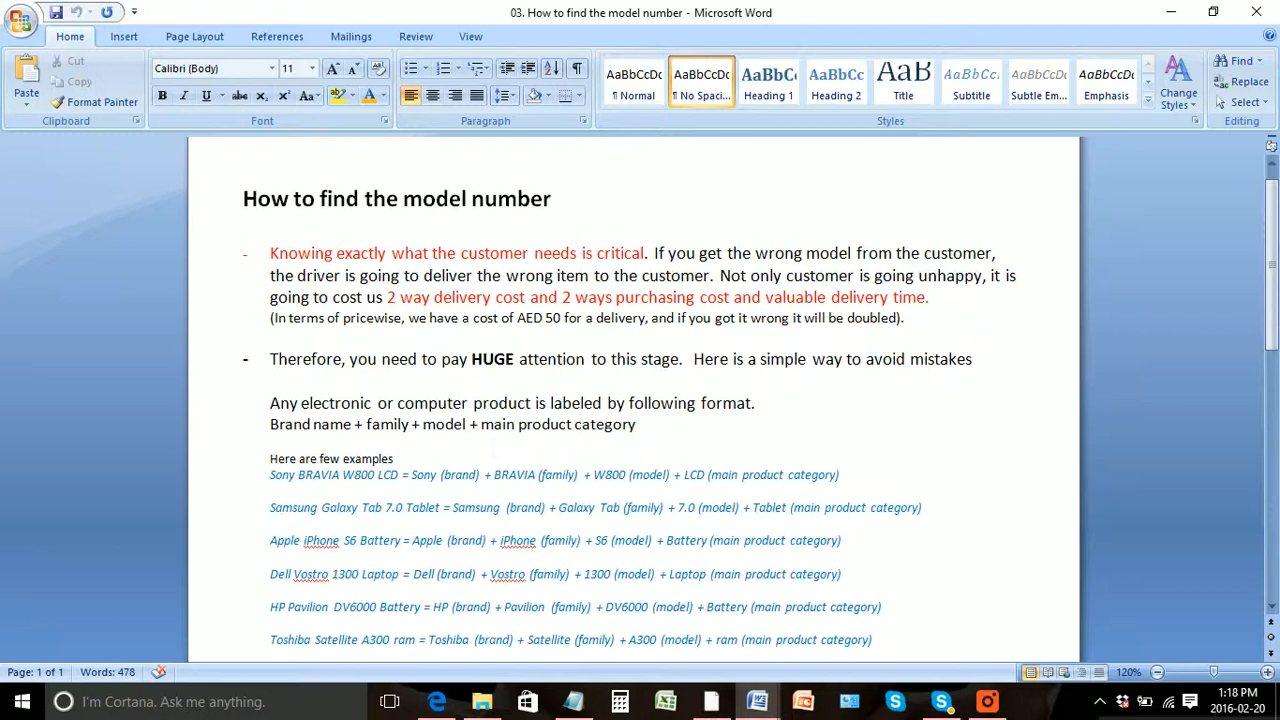 03. How to find the model number - Microsoft Word
Home Insert Page Layout References Mailings Review View
Paste
Cut
Copy
Format Painter
Clipboard
Calibri (Body) 11
B I U abc x₂ x² Aa ab A
Font
Paragraph
AaBbCcDc AaBbCcDc AaBbC AaBbCc AaB AaBbCc. AaBbCcDc AaBbCcDc
¶ Normal ¶ No Spaci... Heading 1 Heading 2 Title Subtitle Subtle Em... Emphasis
Change Styles
Styles
Find
Replace
Select
Editing
How to find the model number
- Knowing exactly what the customer needs is critical. If you get the wrong model from the customer,
the driver is going to deliver the wrong item to the customer. Not only customer is going unhappy, it is
going to cost us 2 way delivery cost and 2 ways purchasing cost and valuable delivery time.
(In terms of pricewise, we have a cost of AED 50 for a delivery, and if you got it wrong it will be doubled).
- Therefore, you need to pay HUGE attention to this stage. Here is a simple way to avoid mistakes
Any electronic or computer product is labeled by following format.
Brand name + family + model + main product category
Here are few examples
Sony BRAVIA W800 LCD = Sony (brand) + BRAVIA (family) + W800 (model) + LCD (main product category)
Samsung Galaxy Tab 7.0 Tablet = Samsung (brand) + Galaxy Tab (family) + 7.0 (model) + Tablet (main product category)
Apple iPhone S6 Battery = Apple (brand) + iPhone (family) + S6 (model) + Battery (main product category)
Dell Vostro 1300 Laptop = Dell (brand) + Vostro (family) + 1300 (model) + Laptop (main product category)
HP Pavilion DV6000 Battery = HP (brand) + Pavilion (family) + DV6000 (model) + Battery (main product category)
Toshiba Satellite A300 ram = Toshiba (brand) + Satellite (family) + A300 (model) + ram (main product category)
Page: 1 of 1 Words: 478 120%
I'm Cortana. Ask me anything.
1:18 PM
2016-02-20